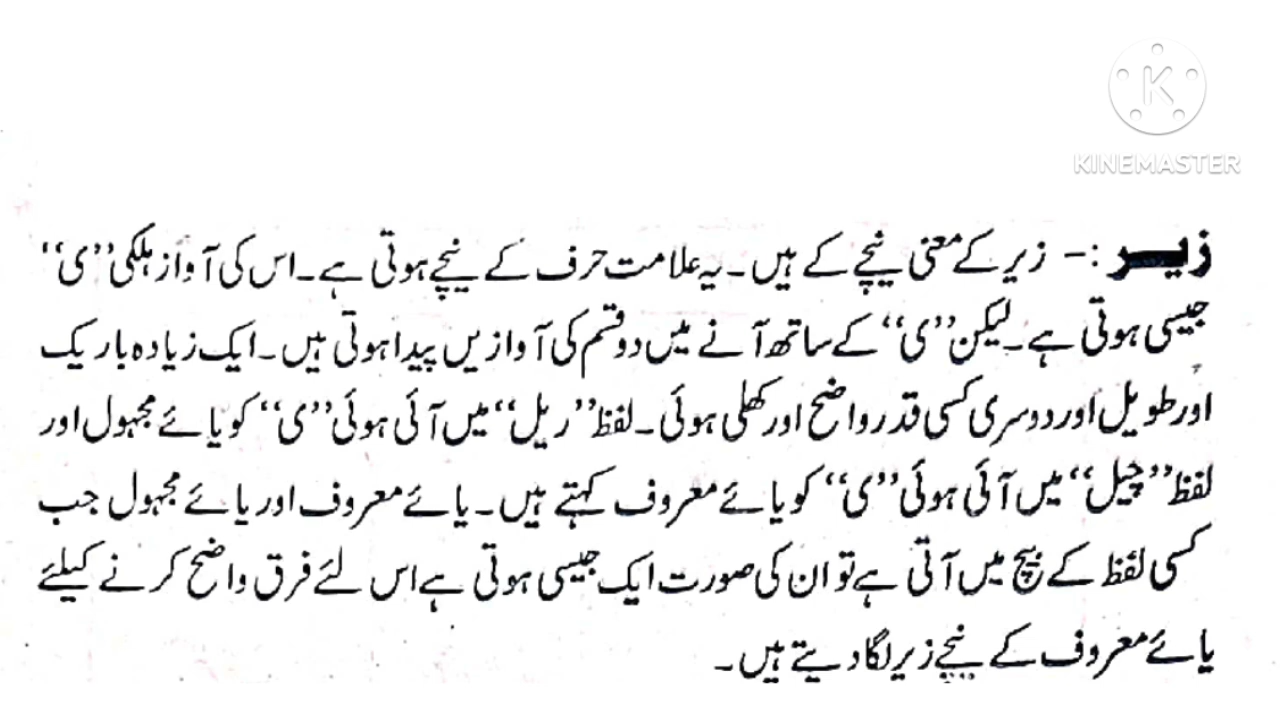 K
KINEMASTER
زیر :- زیر کے معنی نیچے کے ہیں۔ یہ علامت حرف کے نیچے ہوتی ہے۔ اس کی آواز ہلکی ’’ی‘‘
جیسی ہوتی ہے۔ لیکن ’’ی‘‘ کے ساتھ آنے میں دو قسم کی آوازیں پیدا ہوتی ہیں۔ ایک زیادہ باریک
اور طویل اور دوسری کسی قدر واضح اور کھلی ہوئی۔ لفظ ’’ریل‘‘ میں آئی ہوئی ’’ی‘‘ کو یائے مجہول اور
لفظ ’’چیل‘‘ میں آئی ہوئی ’’ی‘‘ کو یائے معروف کہتے ہیں۔ یائے معروف اور یائے مجہول جب
کسی لفظ کے بیچ میں آتی ہے تو ان کی صورت ایک جیسی ہوتی ہے اس لئے فرق واضح کرنے کیلئے
یائے معروف کے نیچے زیر لگا دیتے ہیں۔